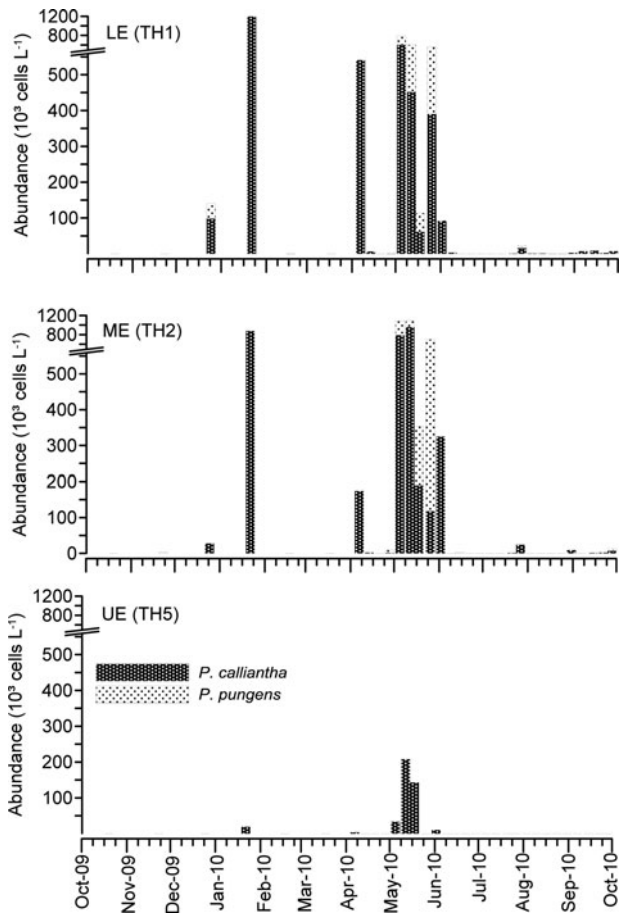 LE (TH1)
Abundance (10³ cells L⁻¹)
1200
800
500
400
300
200
100
ME (TH2)
Abundance (10³ cells L⁻¹)
1200
800
500
400
300
200
100
0
UE (TH5)
Abundance (10³ cells L⁻¹)
1200
800
500
400
300
200
100
P. calliantha
P. pungens
Oct-09
Nov-09
Dec-09
Jan-10
Feb-10
Mar-10
Apr-10
May-10
Jun-10
Jul-10
Aug-10
Sep-10
Oct-10